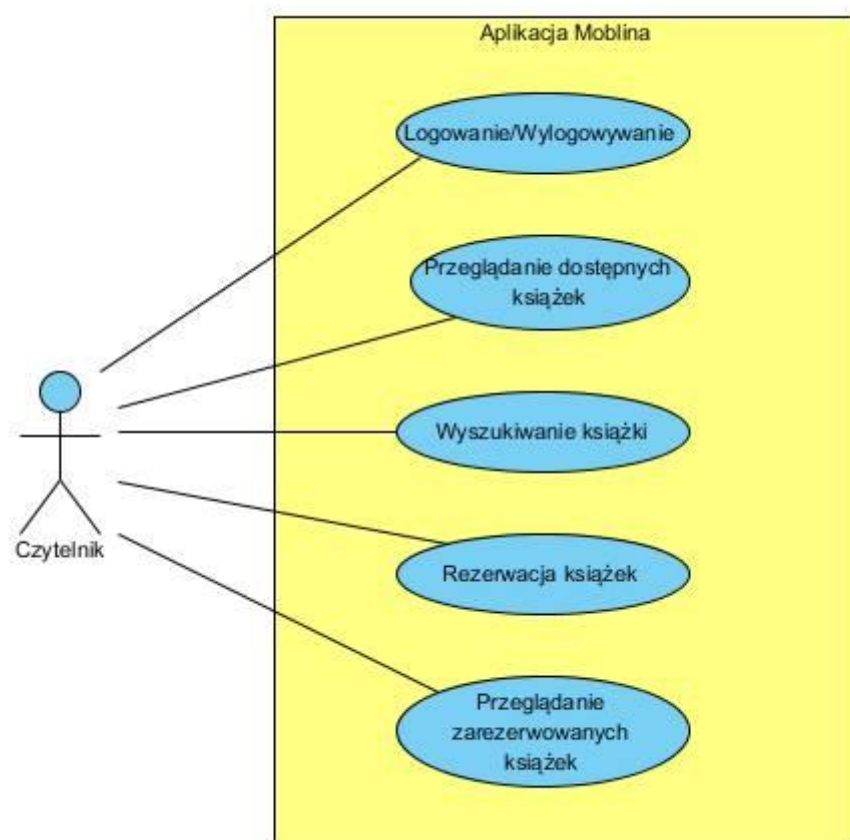 Aplikacja Moblina
Logowanie/Wylogowywanie
Przeglądanie dostępnych
książek
Wyszukiwanie książki
Rezerwacja książek
Czytelnik
Przeglądanie
zarezerwowanych
książek